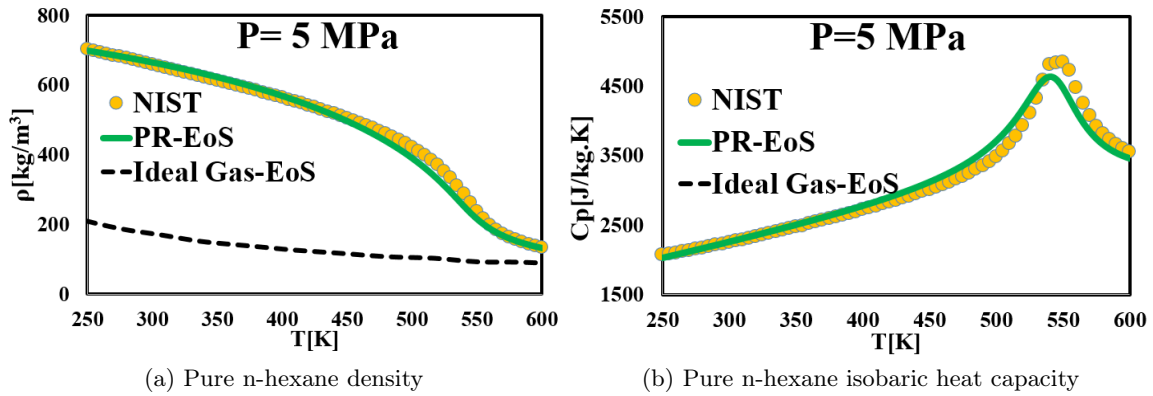 P= 5 MPa
ρ[kg/m³]
800
600
400
200
0
NIST
PR-EoS
Ideal Gas-EoS
250 300 350 400 450 500 550 600
T[K]
(a) Pure n-hexane density
P=5 MPa
Cp[J/kg.K]
5500
4500
3500
2500
1500
NIST
PR-EoS
Ideal Gas-EoS
250 300 350 400 450 500 550 600
T[K]
(b) Pure n-hexane isobaric heat capacity